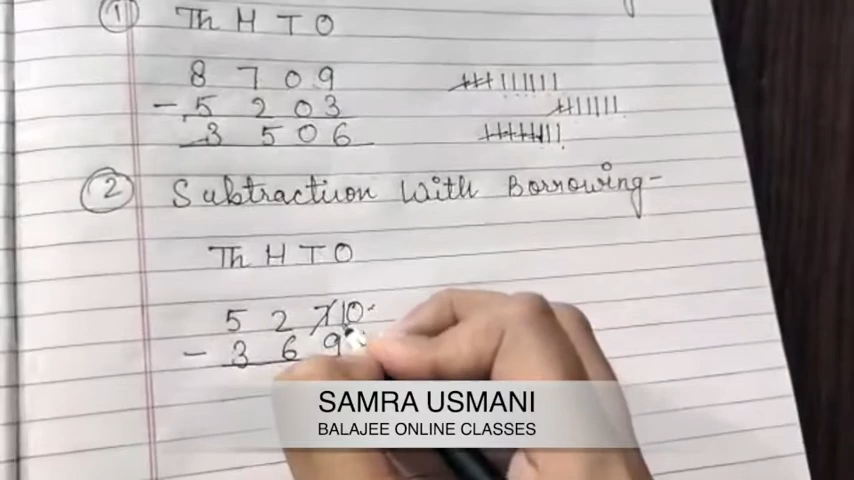 1 Th H T O
8 7 0 9
- 5 2 0 3
3 5 0 6
2 Subtraction With Borrowing-
Th H T O
5 2 7 10
- 3 6 9
SAMRA USMANI
BALAJEE ONLINE CLASSES